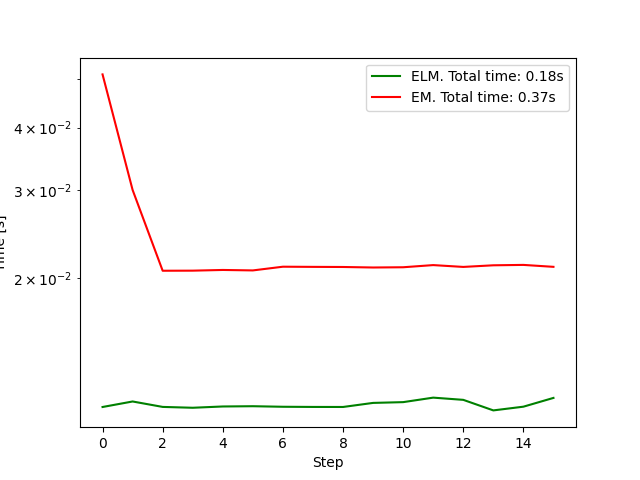 ELM. Total time: 0.18s
EM. Total time: 0.37s
4 × 10⁻²
3 × 10⁻²
2 × 10⁻²
0 2 4 6 8 10 12 14
Step